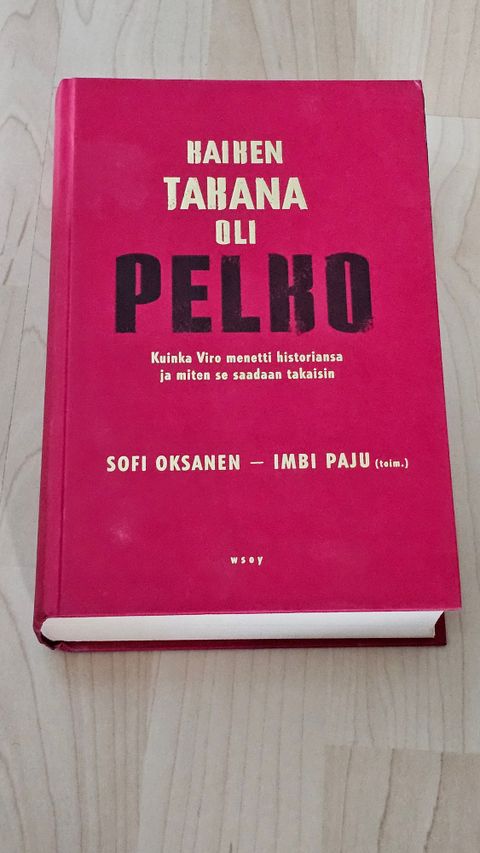 KAIKEN
TAKANA
OLI
PELKO
Kuinka Viro menetti historiansa
ja miten se saadaan takaisin
SOFI OKSANEN — IMBI PAJU (toim.)
wsoy